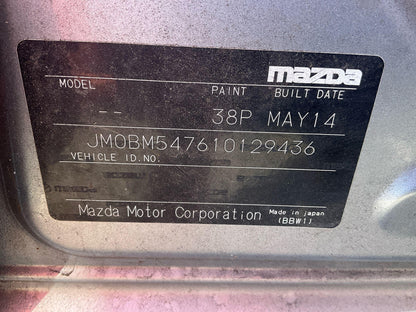 mazda
MODEL PAINT BUILT DATE
-- 38P MAY14
JM0BM547610129436
VEHICLE ID.NO.
Mazda Motor Corporation Made in japan
(BBW1)